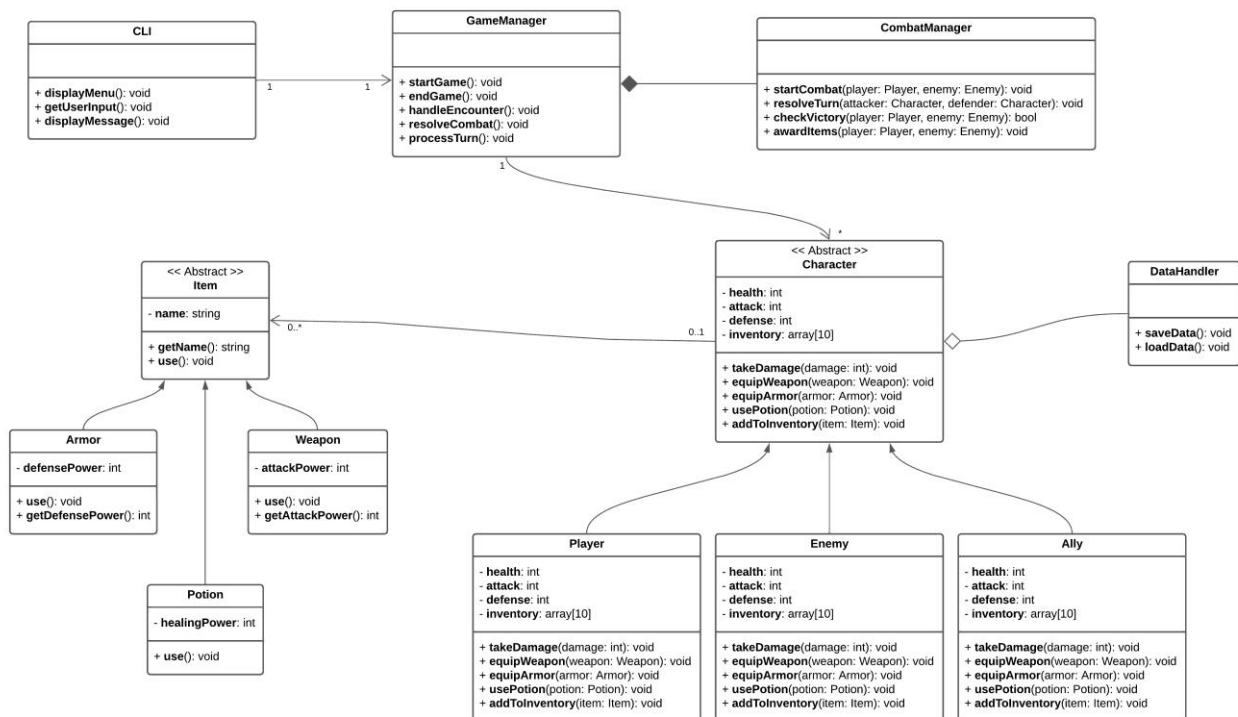 CLI
+ displayMenu(): void
+ getUserInput(): void
+ displayMessage(): void
1
1
GameManager
+ startGame(): void
+ endGame(): void
+ handleEncounter(): void
+ resolveCombat(): void
+ processTurn(): void
CombatManager
+ startCombat(player: Player, enemy: Enemy): void
+ resolveTurn(attacker: Character, defender: Character): void
+ checkVictory(player: Player, enemy: Enemy): bool
+ awardItems(player: Player, enemy: Enemy): void
1
*
<< Abstract >>
Item
- name: string
+ getName(): string
+ use(): void
0..*
0..1
<< Abstract >>
Character
- health: int
- attack: int
- defense: int
- inventory: array[10]
+ takeDamage(damage: int): void
+ equipWeapon(weapon: Weapon): void
+ equipArmor(armor: Armor): void
+ usePotion(potion: Potion): void
+ addToInventory(item: Item): void
DataHandler
+ saveData(): void
+ loadData(): void
Armor
- defensePower: int
+ use(): void
+ getDefensePower(): int
Weapon
- attackPower: int
+ use(): void
+ getAttackPower(): int
Potion
- healingPower: int
+ use(): void
Player
- health: int
- attack: int
- defense: int
- inventory: array[10]
+ takeDamage(damage: int): void
+ equipWeapon(weapon: Weapon): void
+ equipArmor(armor: Armor): void
+ usePotion(potion: Potion): void
+ addToInventory(item: Item): void
Enemy
- health: int
- attack: int
- defense: int
- inventory: array[10]
+ takeDamage(damage: int): void
+ equipWeapon(weapon: Weapon): void
+ equipArmor(armor: Armor): void
+ usePotion(potion: Potion): void
+ addToInventory(item: Item): void
Ally
- health: int
- attack: int
- defense: int
- inventory: array[10]
+ takeDamage(damage: int): void
+ equipWeapon(weapon: Weapon): void
+ equipArmor(armor: Armor): void
+ usePotion(potion: Potion): void
+ addToInventory(item: Item): void